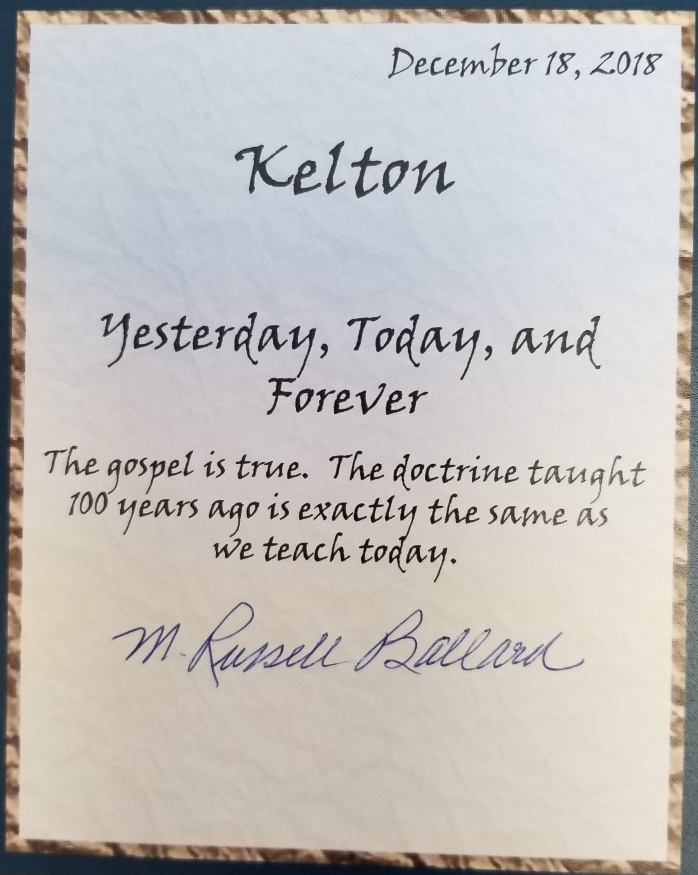 December 18, 2018
Kelton
Yesterday, Today, and
Forever
The gospel is true. The doctrine taught
100 years ago is exactly the same as
we teach today.
M. Russell Ballard